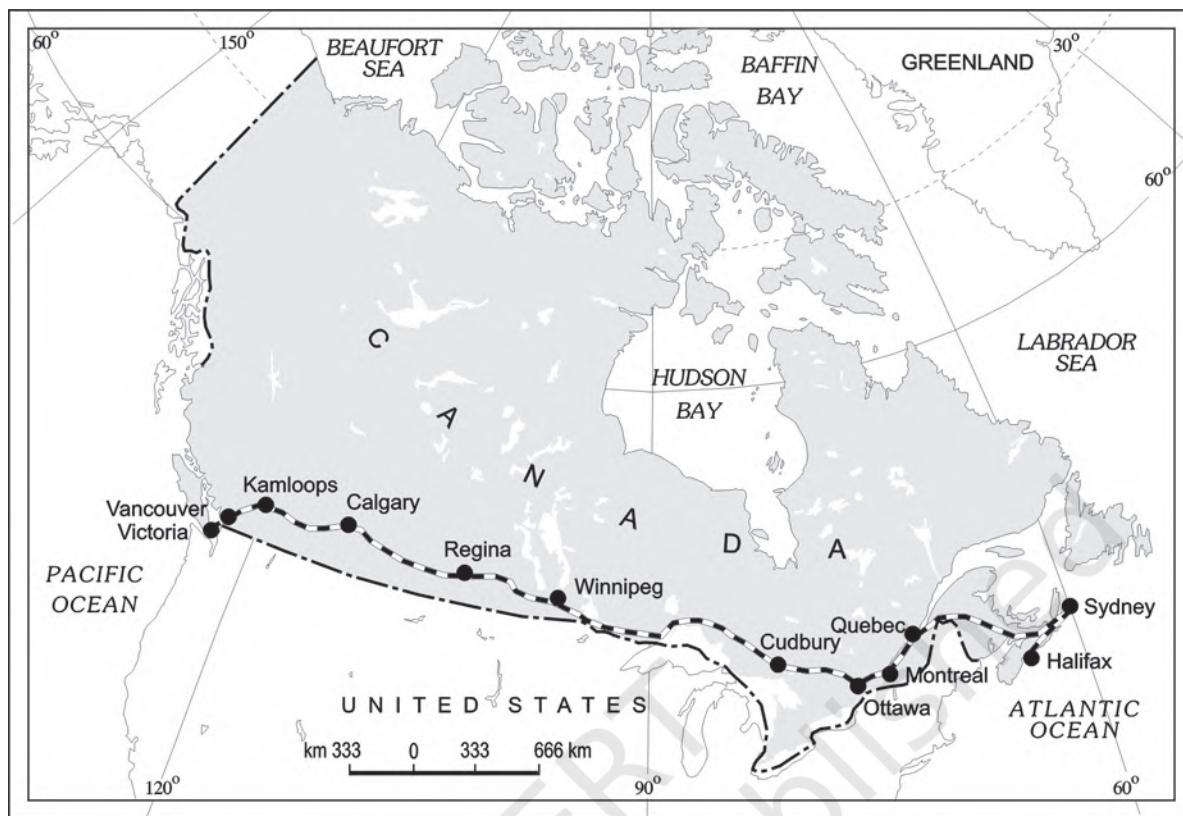 60°
150°
BEAUFORT
SEA
BAFFIN
BAY
GREENLAND
30°
60°
LABRADOR
SEA
HUDSON
BAY
C A N A D A
Kamloops
Vancouver
Victoria
Calgary
Regina
Winnipeg
PACIFIC
OCEAN
Cudbury
Quebec
Sydney
Montreal
Halifax
Ottawa
UNITED STATES
ATLANTIC
OCEAN
km 333 0 333 666 km
120°
90°
60°